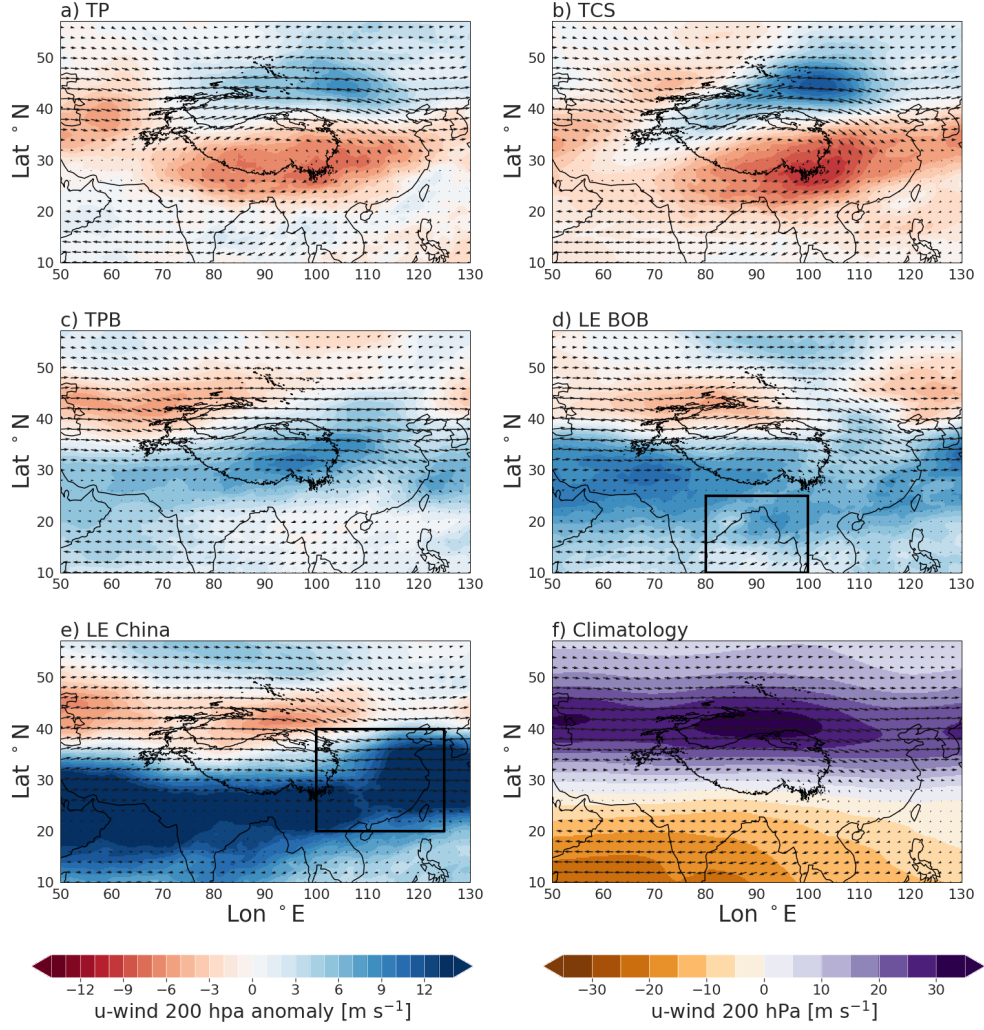 a) TP
b) TCS
Lat ° N
50
40
30
20
10
50 60 70 80 90 100 110 120 130
Lat ° N
50
40
30
20
10
50 60 70 80 90 100 110 120 130
c) TPB
d) LE BOB
Lat ° N
50
40
30
20
10
50 60 70 80 90 100 110 120 130
Lat ° N
50
40
30
20
10
50 60 70 80 90 100 110 120 130
e) LE China
f) Climatology
Lat ° N
50
40
30
20
10
50 60 70 80 90 100 110 120 130
Lon ° E
Lat ° N
50
40
30
20
10
50 60 70 80 90 100 110 120 130
Lon ° E
−12 −9 −6 −3 0 3 6 9 12
u-wind 200 hpa anomaly [m s⁻¹]
−30 −20 −10 −5 0 5 10 20 30
u-wind 200 hPa [m s⁻¹]